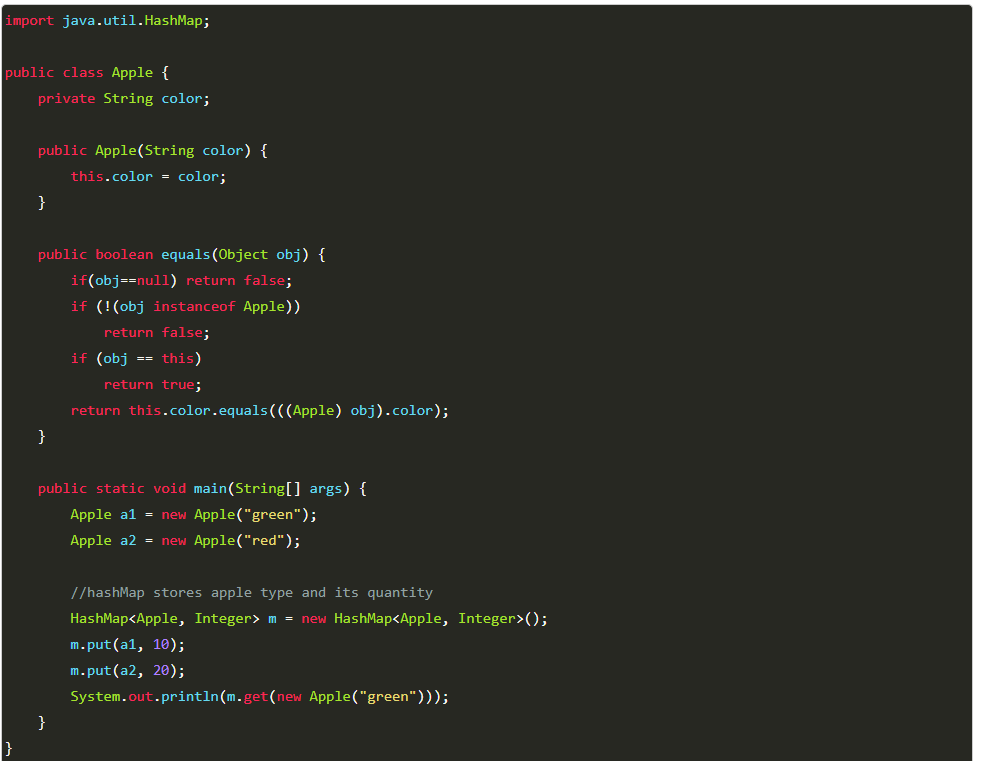 import java.util.HashMap;
public class Apple {
private String color;
public Apple(String color) {
this.color = color;
}
public boolean equals(Object obj) {
if(obj==null) return false;
if (!(obj instanceof Apple))
return false;
if (obj == this)
return true;
return this.color.equals(((Apple) obj).color);
}
public static void main(String[] args) {
Apple a1 = new Apple("green");
Apple a2 = new Apple("red");
//hashMap stores apple type and its quantity
HashMap<Apple, Integer> m = new HashMap<Apple, Integer>();
m.put(a1, 10);
m.put(a2, 20);
System.out.println(m.get(new Apple("green")));
}
}